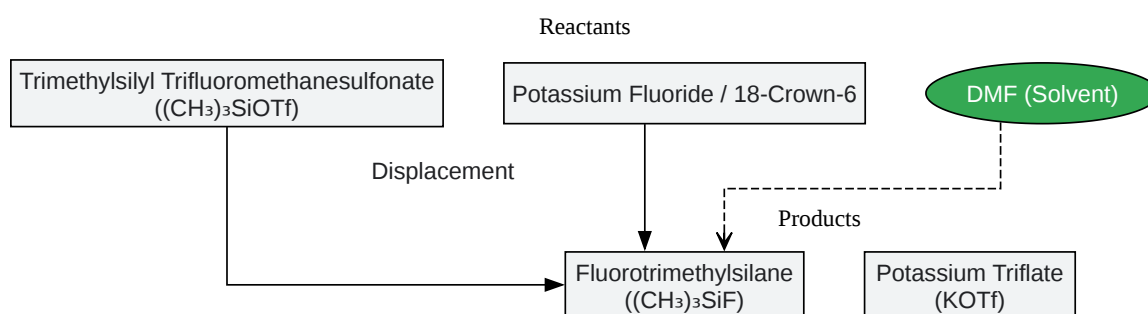 Reactants
Trimethylsilyl Trifluoromethanesulfonate
((CH₃)₃SiOTf)
Potassium Fluoride / 18-Crown-6
DMF (Solvent)
Displacement
Products
Fluorotrimethylsilane
((CH₃)₃SiF)
Potassium Triflate
(KOTf)